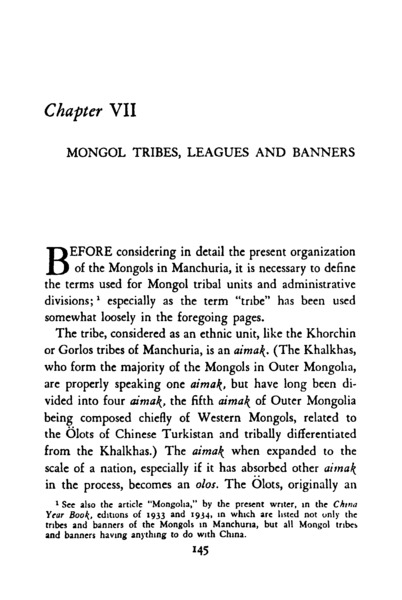 Chapter VII
MONGOL TRIBES, LEAGUES AND BANNERS
BEFORE considering in detail the present organization
of the Mongols in Manchuria, it is necessary to define
the terms used for Mongol tribal units and administrative
divisions; ¹ especially as the term "tribe" has been used
somewhat loosely in the foregoing pages.
The tribe, considered as an ethnic unit, like the Khorchin
or Gorlos tribes of Manchuria, is an aimak. (The Khalkhas,
who form the majority of the Mongols in Outer Mongolia,
are properly speaking one aimak, but have long been di-
vided into four aimak, the fifth aimak of Outer Mongolia
being composed chiefly of Western Mongols, related to
the Ölots of Chinese Turkistan and tribally differentiated
from the Khalkhas.) The aimak when expanded to the
scale of a nation, especially if it has absorbed other aimak
in the process, becomes an olos. The Ölots, originally an
¹ See also the article "Mongolia," by the present writer, in the China
Year Book, editions of 1933 and 1934, in which are listed not only the
tribes and banners of the Mongols in Manchuria, but all Mongol tribes
and banners having anything to do with China.
145